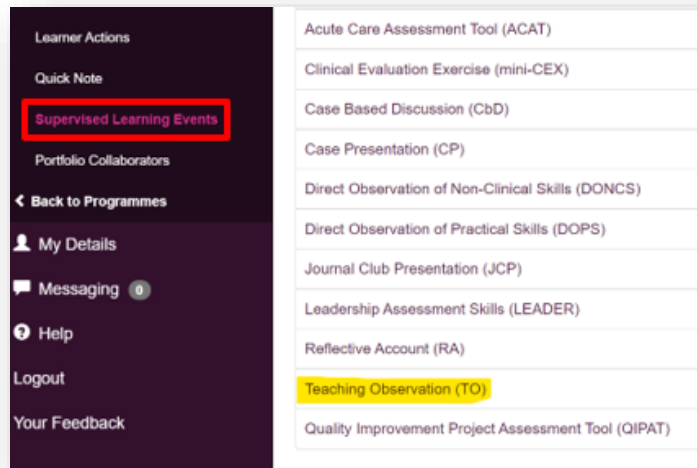 Learner Actions
Quick Note
Supervised Learning Events
Portfolio Collaborators
Back to Programmes
My Details
Messaging 0
Help
Logout
Your Feedback
Acute Care Assessment Tool (ACAT)
Clinical Evaluation Exercise (mini-CEX)
Case Based Discussion (CbD)
Case Presentation (CP)
Direct Observation of Non-Clinical Skills (DONCS)
Direct Observation of Practical Skills (DOPS)
Journal Club Presentation (JCP)
Leadership Assessment Skills (LEADER)
Reflective Account (RA)
Teaching Observation (TO)
Quality Improvement Project Assessment Tool (QIPAT)